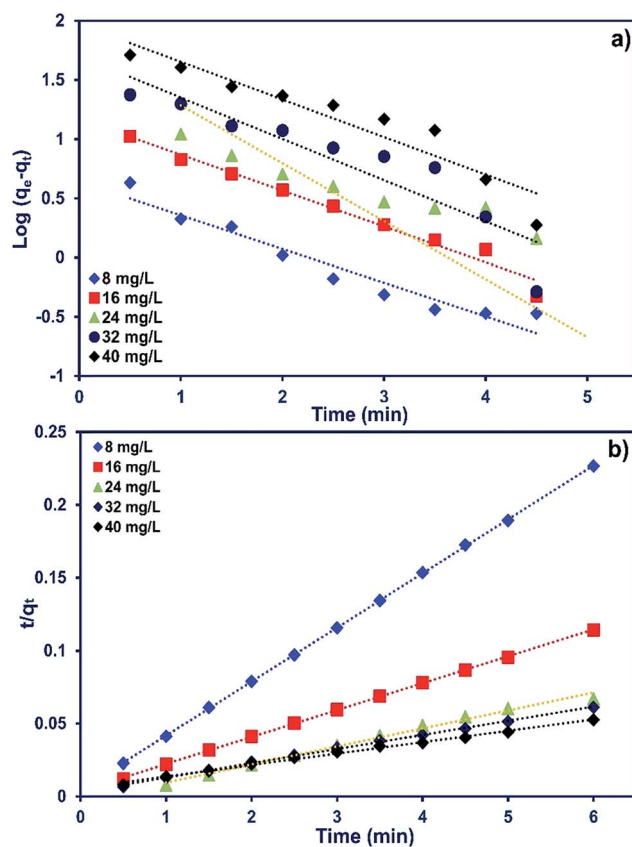 a)
2
1.5
1
0.5
0
-0.5
-1
Log (qe-qt)
8 mg/L
16 mg/L
24 mg/L
32 mg/L
40 mg/L
0 1 2 3 4 5
Time (min)
b)
0.25
0.2
0.15
0.1
0.05
0
t/qt
8 mg/L
16 mg/L
24 mg/L
32 mg/L
40 mg/L
0 1 2 3 4 5 6
Time (min)